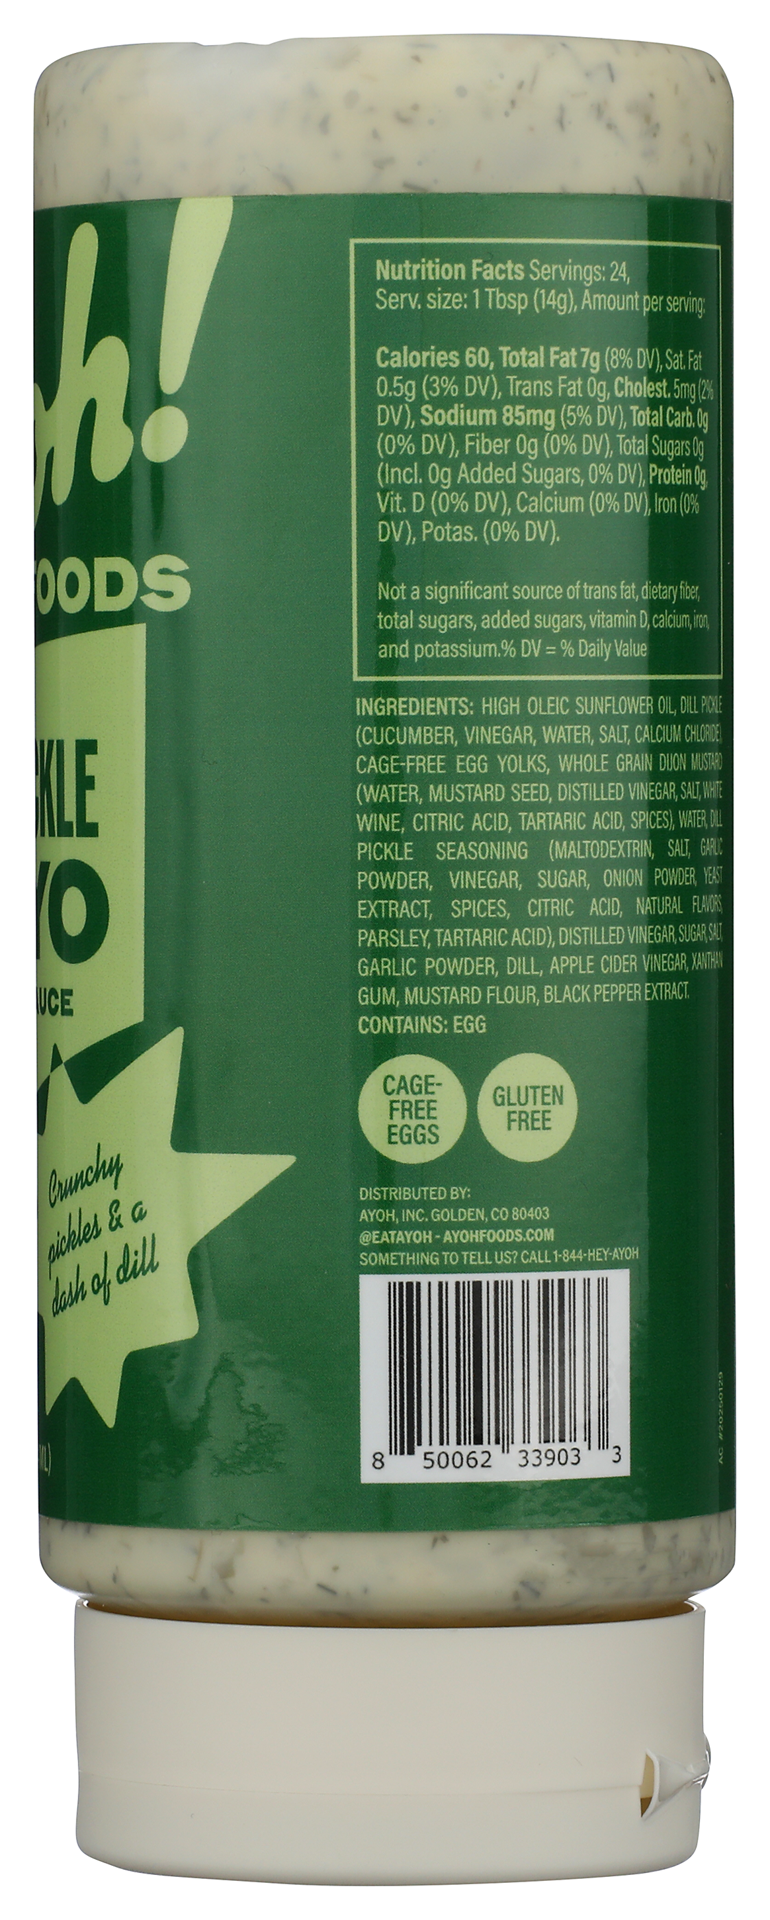 oh!
FOODS
CKLE
YO
AUCE
Crunchy
pickles & a
dash of dill
ML)
Nutrition Facts Servings: 24,
Serv. size: 1 Tbsp (14g), Amount per serving:
Calories 60, Total Fat 7g (8% DV), Sat. Fat
0.5g (3% DV), Trans Fat 0g, Cholest. 5mg (2%
DV), Sodium 85mg (5% DV), Total Carb. 0g
(0% DV), Fiber 0g (0% DV), Total Sugars 0g
(Incl. 0g Added Sugars, 0% DV), Protein 0g,
Vit. D (0% DV), Calcium (0% DV), Iron (0%
DV), Potas. (0% DV).
Not a significant source of trans fat, dietary fiber,
total sugars, added sugars, vitamin D, calcium, iron,
and potassium.% DV = % Daily Value
INGREDIENTS: HIGH OLEIC SUNFLOWER OIL, DILL PICKLE
(CUCUMBER, VINEGAR, WATER, SALT, CALCIUM CHLORIDE),
CAGE-FREE EGG YOLKS, WHOLE GRAIN DIJON MUSTARD
(WATER, MUSTARD SEED, DISTILLED VINEGAR, SALT, WHITE
WINE, CITRIC ACID, TARTARIC ACID, SPICES), WATER, DILL
PICKLE SEASONING (MALTODEXTRIN, SALT, GARLIC
POWDER, VINEGAR, SUGAR, ONION POWDER, YEAST
EXTRACT, SPICES, CITRIC ACID, NATURAL FLAVORS,
PARSLEY, TARTARIC ACID), DISTILLED VINEGAR, SUGAR, SALT,
GARLIC POWDER, DILL, APPLE CIDER VINEGAR, XANTHAN
GUM, MUSTARD FLOUR, BLACK PEPPER EXTRACT.
CONTAINS: EGG
CAGE-
FREE
EGGS
GLUTEN
FREE
DISTRIBUTED BY:
AYOH, INC. GOLDEN, CO 80403
@EATAYOH - AYOHFOODS.COM
SOMETHING TO TELL US? CALL 1-844-HEY-AYOH
8 50062 33903 3
AC #20250129